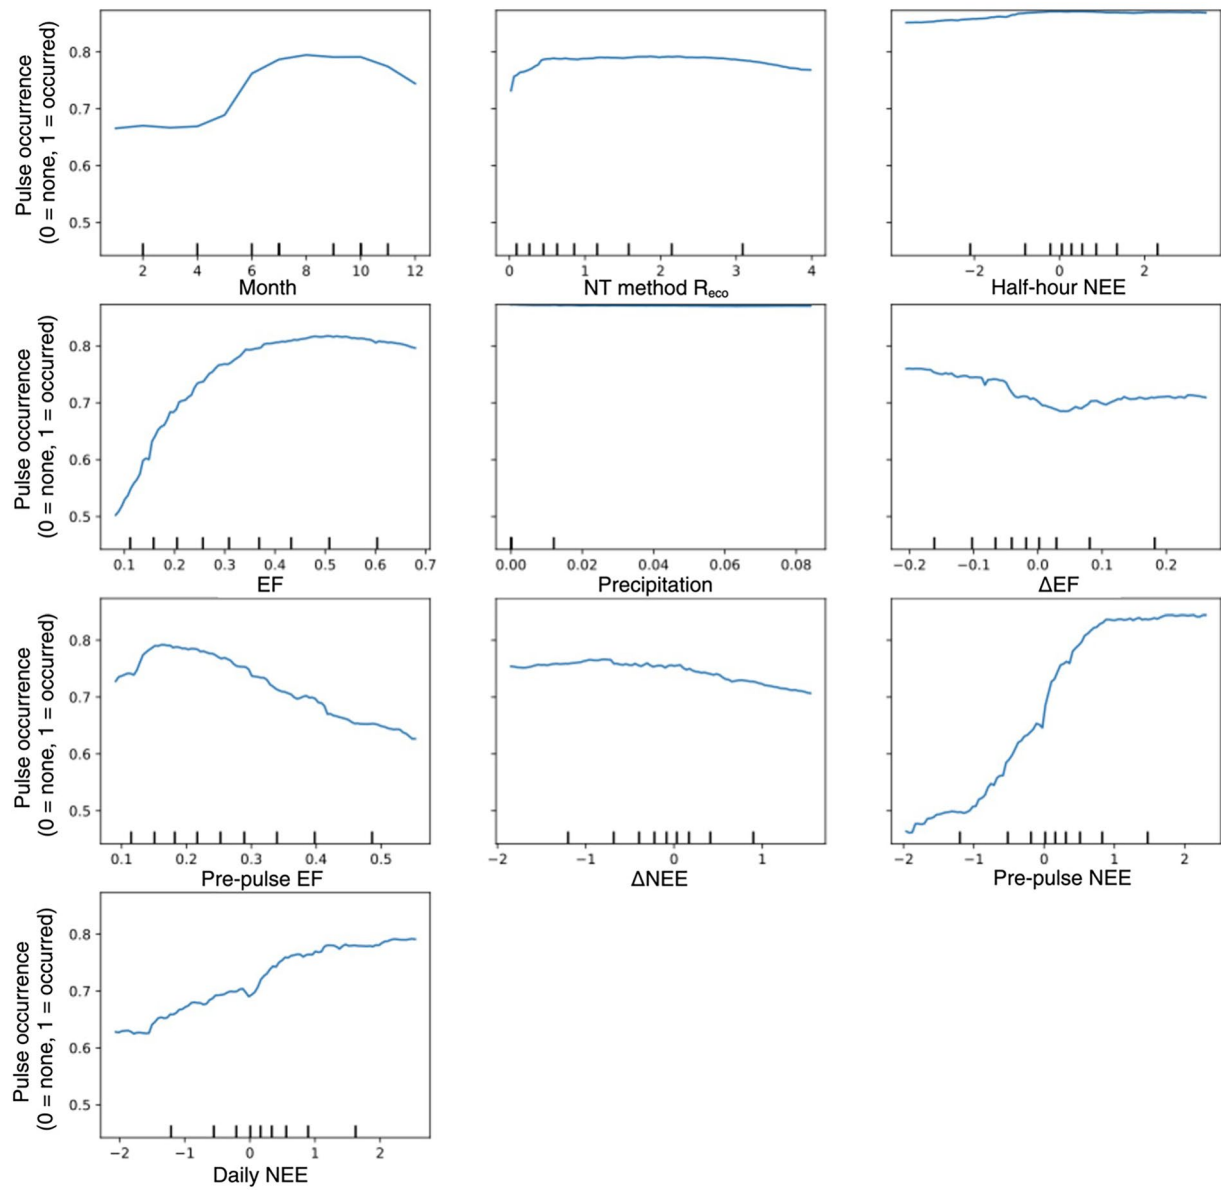 Pulse occurrence
(0 = none, 1 = occurred)
0.8
0.7
0.6
0.5
2 4 6 8 10 12
Month
0 1 2 3 4
NT method Reco
−2 0 2
Half-hour NEE
Pulse occurrence
(0 = none, 1 = occurred)
0.8
0.7
0.6
0.5
0.1 0.2 0.3 0.4 0.5 0.6 0.7
EF
0.00 0.02 0.04 0.06 0.08
Precipitation
−0.2 −0.1 0.0 0.1 0.2
ΔEF
Pulse occurrence
(0 = none, 1 = occurred)
0.8
0.7
0.6
0.5
0.1 0.2 0.3 0.4 0.5
Pre-pulse EF
−2 −1 0 1
ΔNEE
−2 −1 0 1 2
Pre-pulse NEE
Pulse occurrence
(0 = none, 1 = occurred)
0.8
0.7
0.6
0.5
−2 −1 0 1 2
Daily NEE